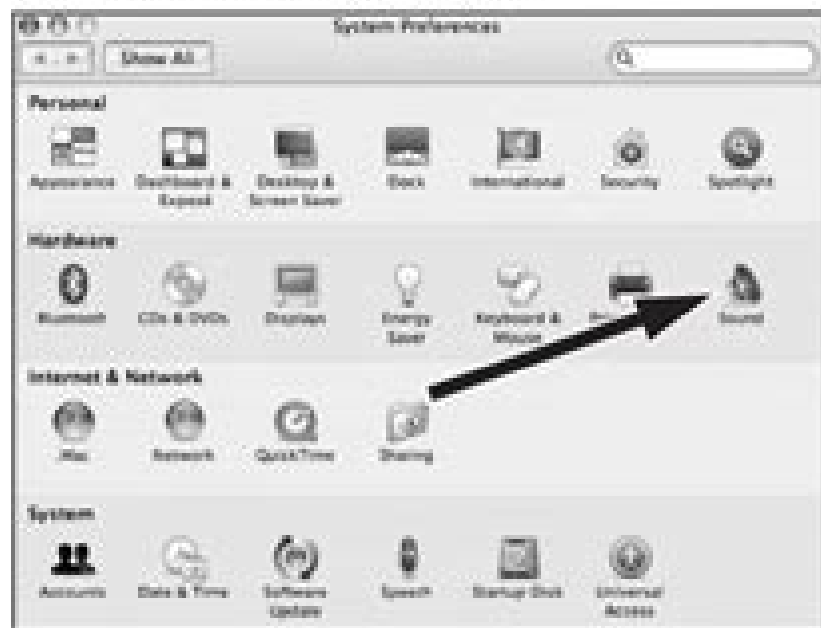 System Preferences
Show All
Personal
Appearance
Dashboard & Exposé
Desktop & Screen Saver
Dock
International
Security
Spotlight
Hardware
Bluetooth
CDs & DVDs
Displays
Energy Saver
Keyboard & Mouse
Sound
Internet & Network
.Mac
Network
QuickTime
Sharing
System
Accounts
Date & Time
Software Update
Speech
Startup Disk
Universal Access